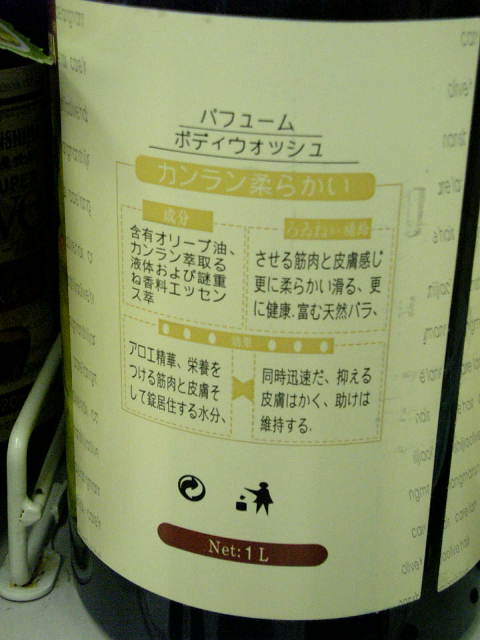 パフューム
ボディウォッシュ
カンラン柔らかい
成分
含有オリーブ油、
カンラン萃取る
液体および謎重
ね香料エッセン
ス萃
させる筋肉と皮膚感じ
更に柔らかい滑る、更
に健康.富む天然バラ、
効率
アロエ精華、栄養を
つける筋肉と皮膚そ
して錠居住する水分、
同時迅速だ、抑える
皮膚はかく、助けは
維持する.
Net: 1 L